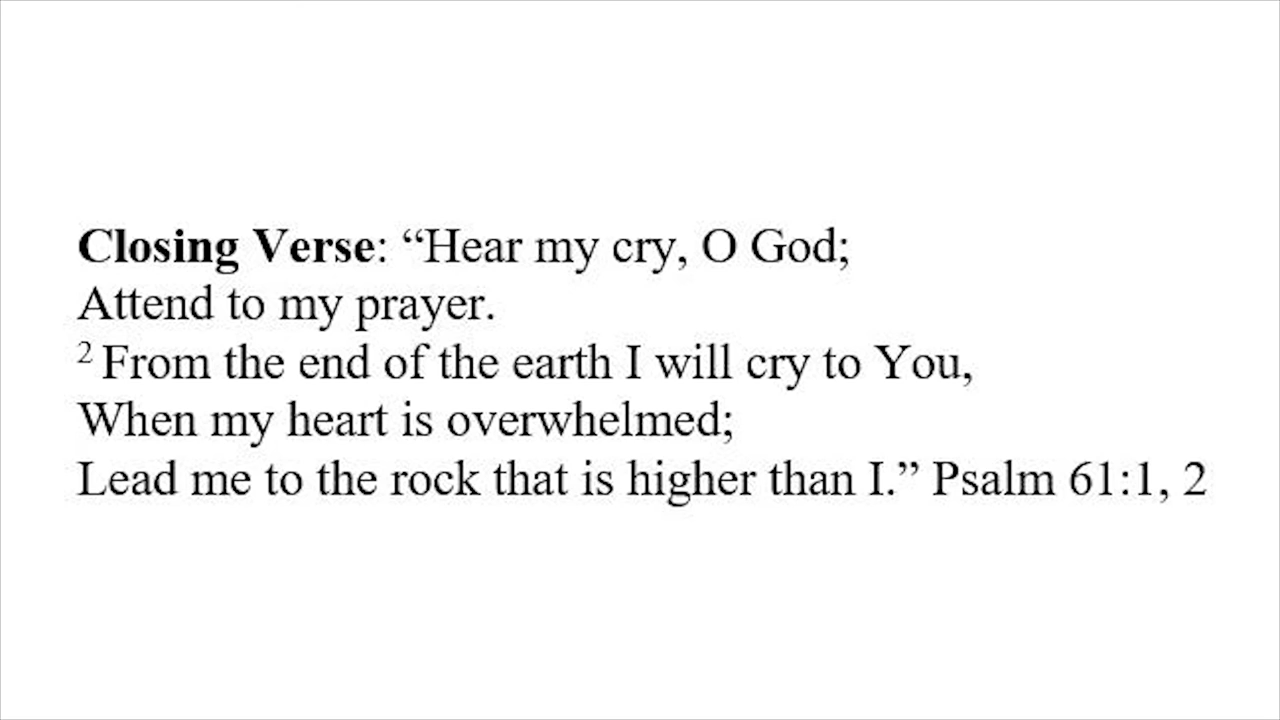 Closing Verse: “Hear my cry, O God;
Attend to my prayer.
² From the end of the earth I will cry to You,
When my heart is overwhelmed;
Lead me to the rock that is higher than I.” Psalm 61:1, 2